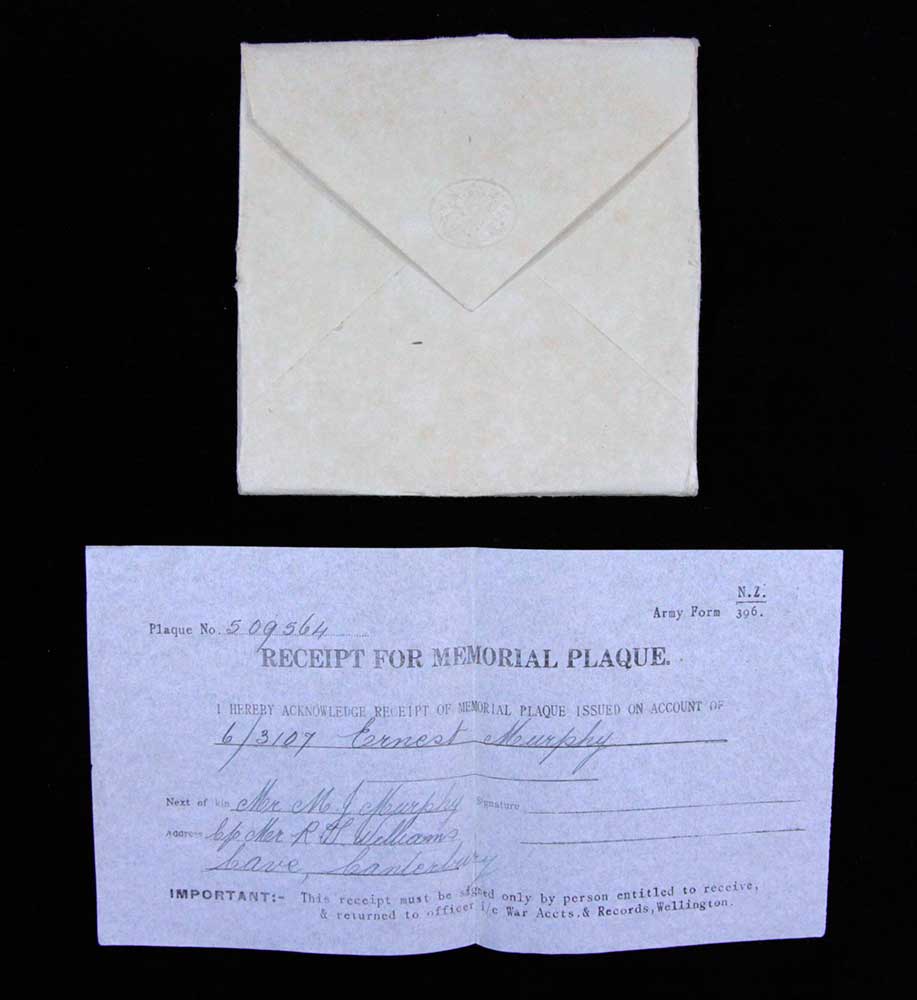 N.Z.
Army Form 396.
Plaque No. 509564
RECEIPT FOR MEMORIAL PLAQUE.
I HEREBY ACKNOWLEDGE RECEIPT OF MEMORIAL PLAQUE ISSUED ON ACCOUNT OF
6/3107 Ernest Murphy
Next of kin Mr M. J Murphy Signature
Address C/o Mr R. T. Williams
Cave, Canterbury
IMPORTANT:- This receipt must be signed only by person entitled to receive,
& returned to officer i/c War Accts. & Records, Wellington.